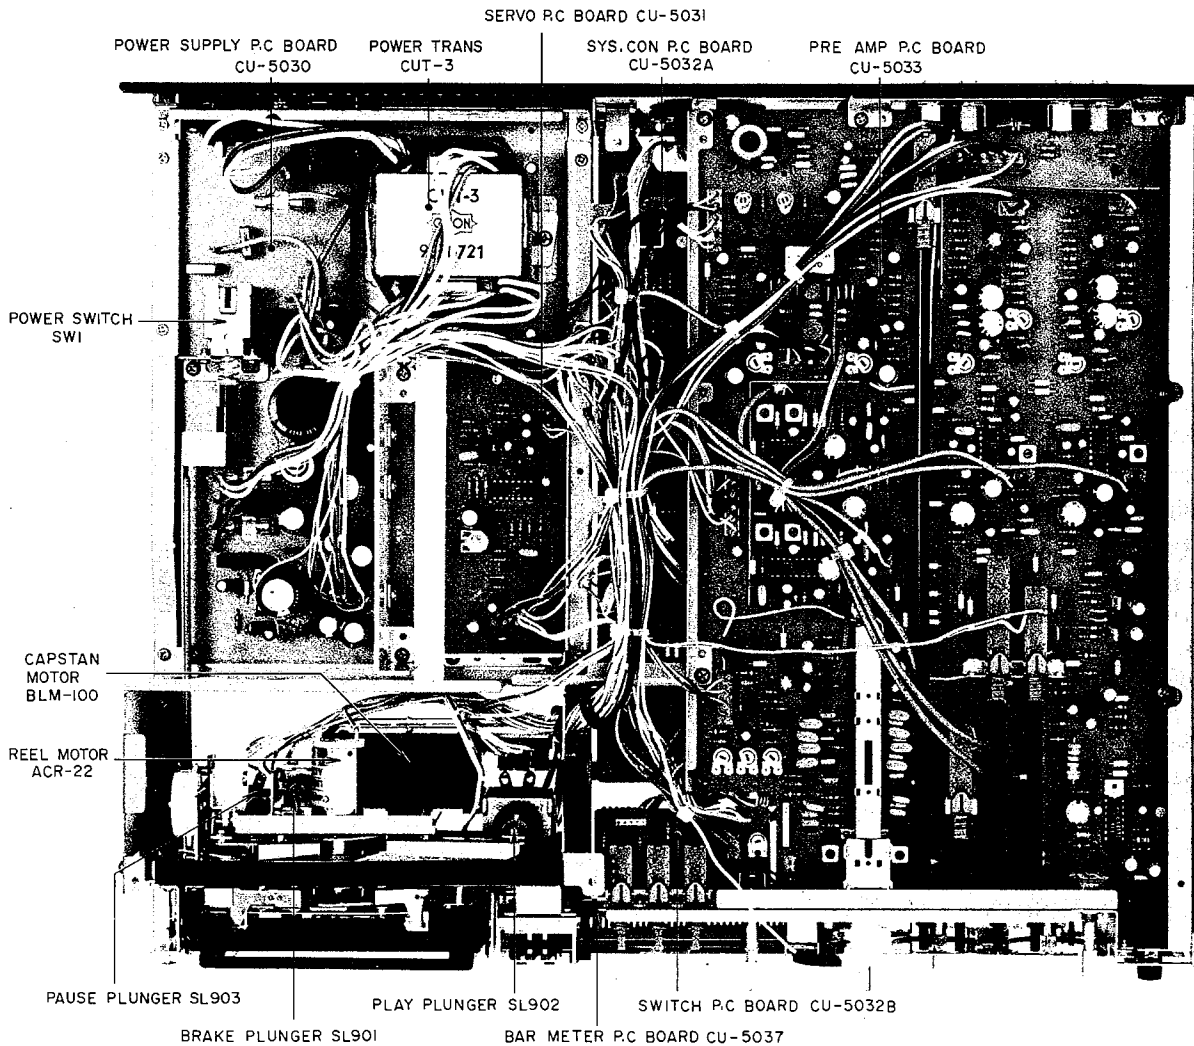 SERVO P.C BOARD CU-5031
POWER SUPPLY P.C BOARD
CU-5030
POWER TRANS
CUT-3
SYS.CON P.C BOARD
CU-5032A
PRE AMP P.C BOARD
CU-5033
POWER SWITCH
SW1
CAPSTAN
MOTOR
BLM-100
REEL MOTOR
ACR-22
PAUSE PLUNGER SL903
PLAY PLUNGER SL902
SWITCH P.C BOARD CU-5032B
BRAKE PLUNGER SL901
BAR METER P.C BOARD CU-5037